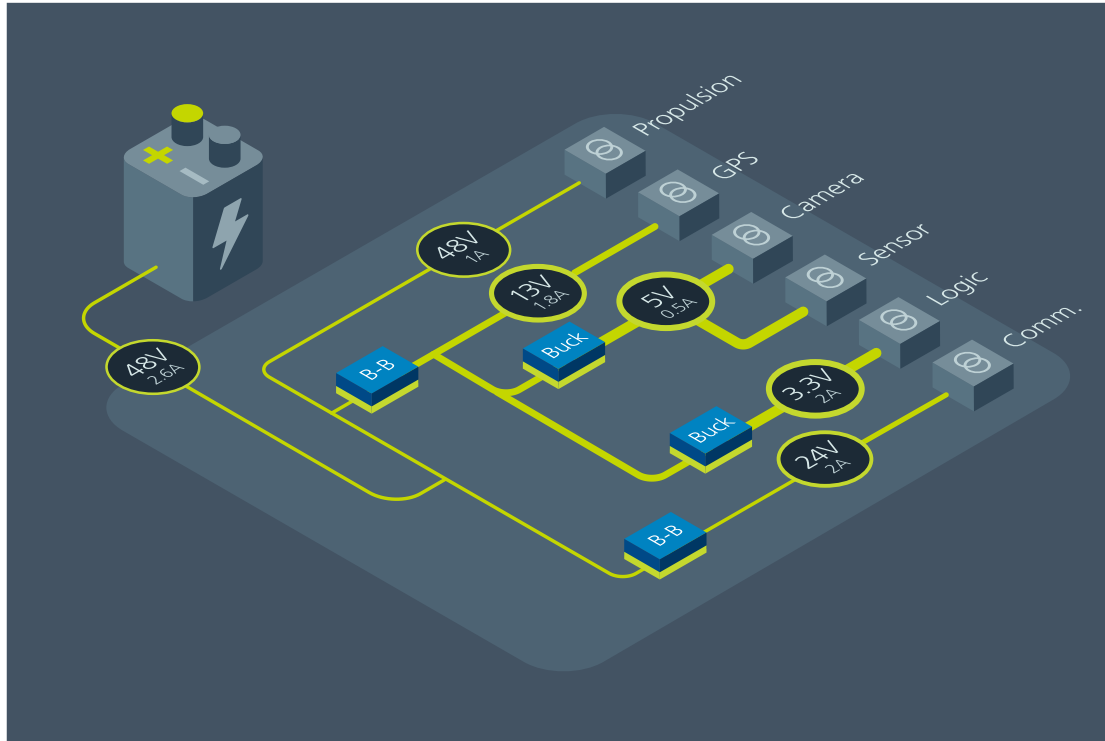 Propulsion
GPS
Camera
Sensor
Logic
Comm.
48V
1A
13V
1.8A
5V
0.5A
48V
2.6A
B-B
Buck
3.3V
2A
Buck
24V
2A
B-B